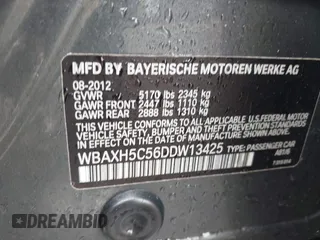 MFD BY BAYERISCHE MOTOREN WERKE AG
08-2012
GVWR 5170 lbs 2345 kg
GAWR FRONT 2447 lbs 1110 kg
GAWR REAR 2888 lbs 1310 kg
THIS VEHICLE CONFORMS TO ALL APPLICABLE U.S. FEDERAL MOTOR
VEHICLE SAFETY, BUMPER AND THEFT PREVENTION STANDARDS IN EFFECT
ON THE DATE OF MANUFACTURE SHOWN ABOVE.
WBAXH5C56DDW13425 TYPE: PASSENGER CAR
DCAUTOFACTS